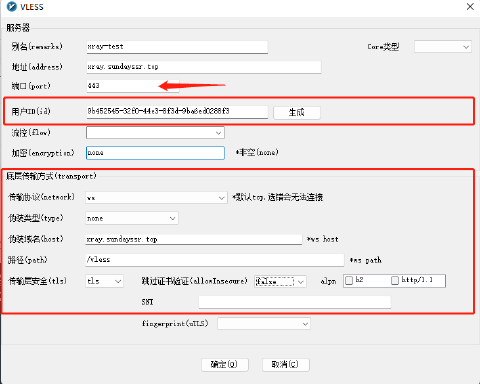 VLESS
服务器
别名(remarks) xray-test Core类型
地址(address) xray.sundayssr.top
端口(port) 443
用户ID(id) 9b452545-32f0-44c3-8f3d-9ba8ed0288f3 生成
流控(flow)
加密(encryption) none *非空(none)
底层传输方式(transport)
传输协议(network) ws *默认tcp,选错会无法连接
伪装类型(type) none
伪装域名(host) xray.sundayssr.top *ws host
路径(path) /vless *ws path
传输层安全(tls) tls 跳过证书验证(allowInsecure) false alpn h2 http/1.1
SNI
fingerprint(uTLS)
确定(O) 取消(C)